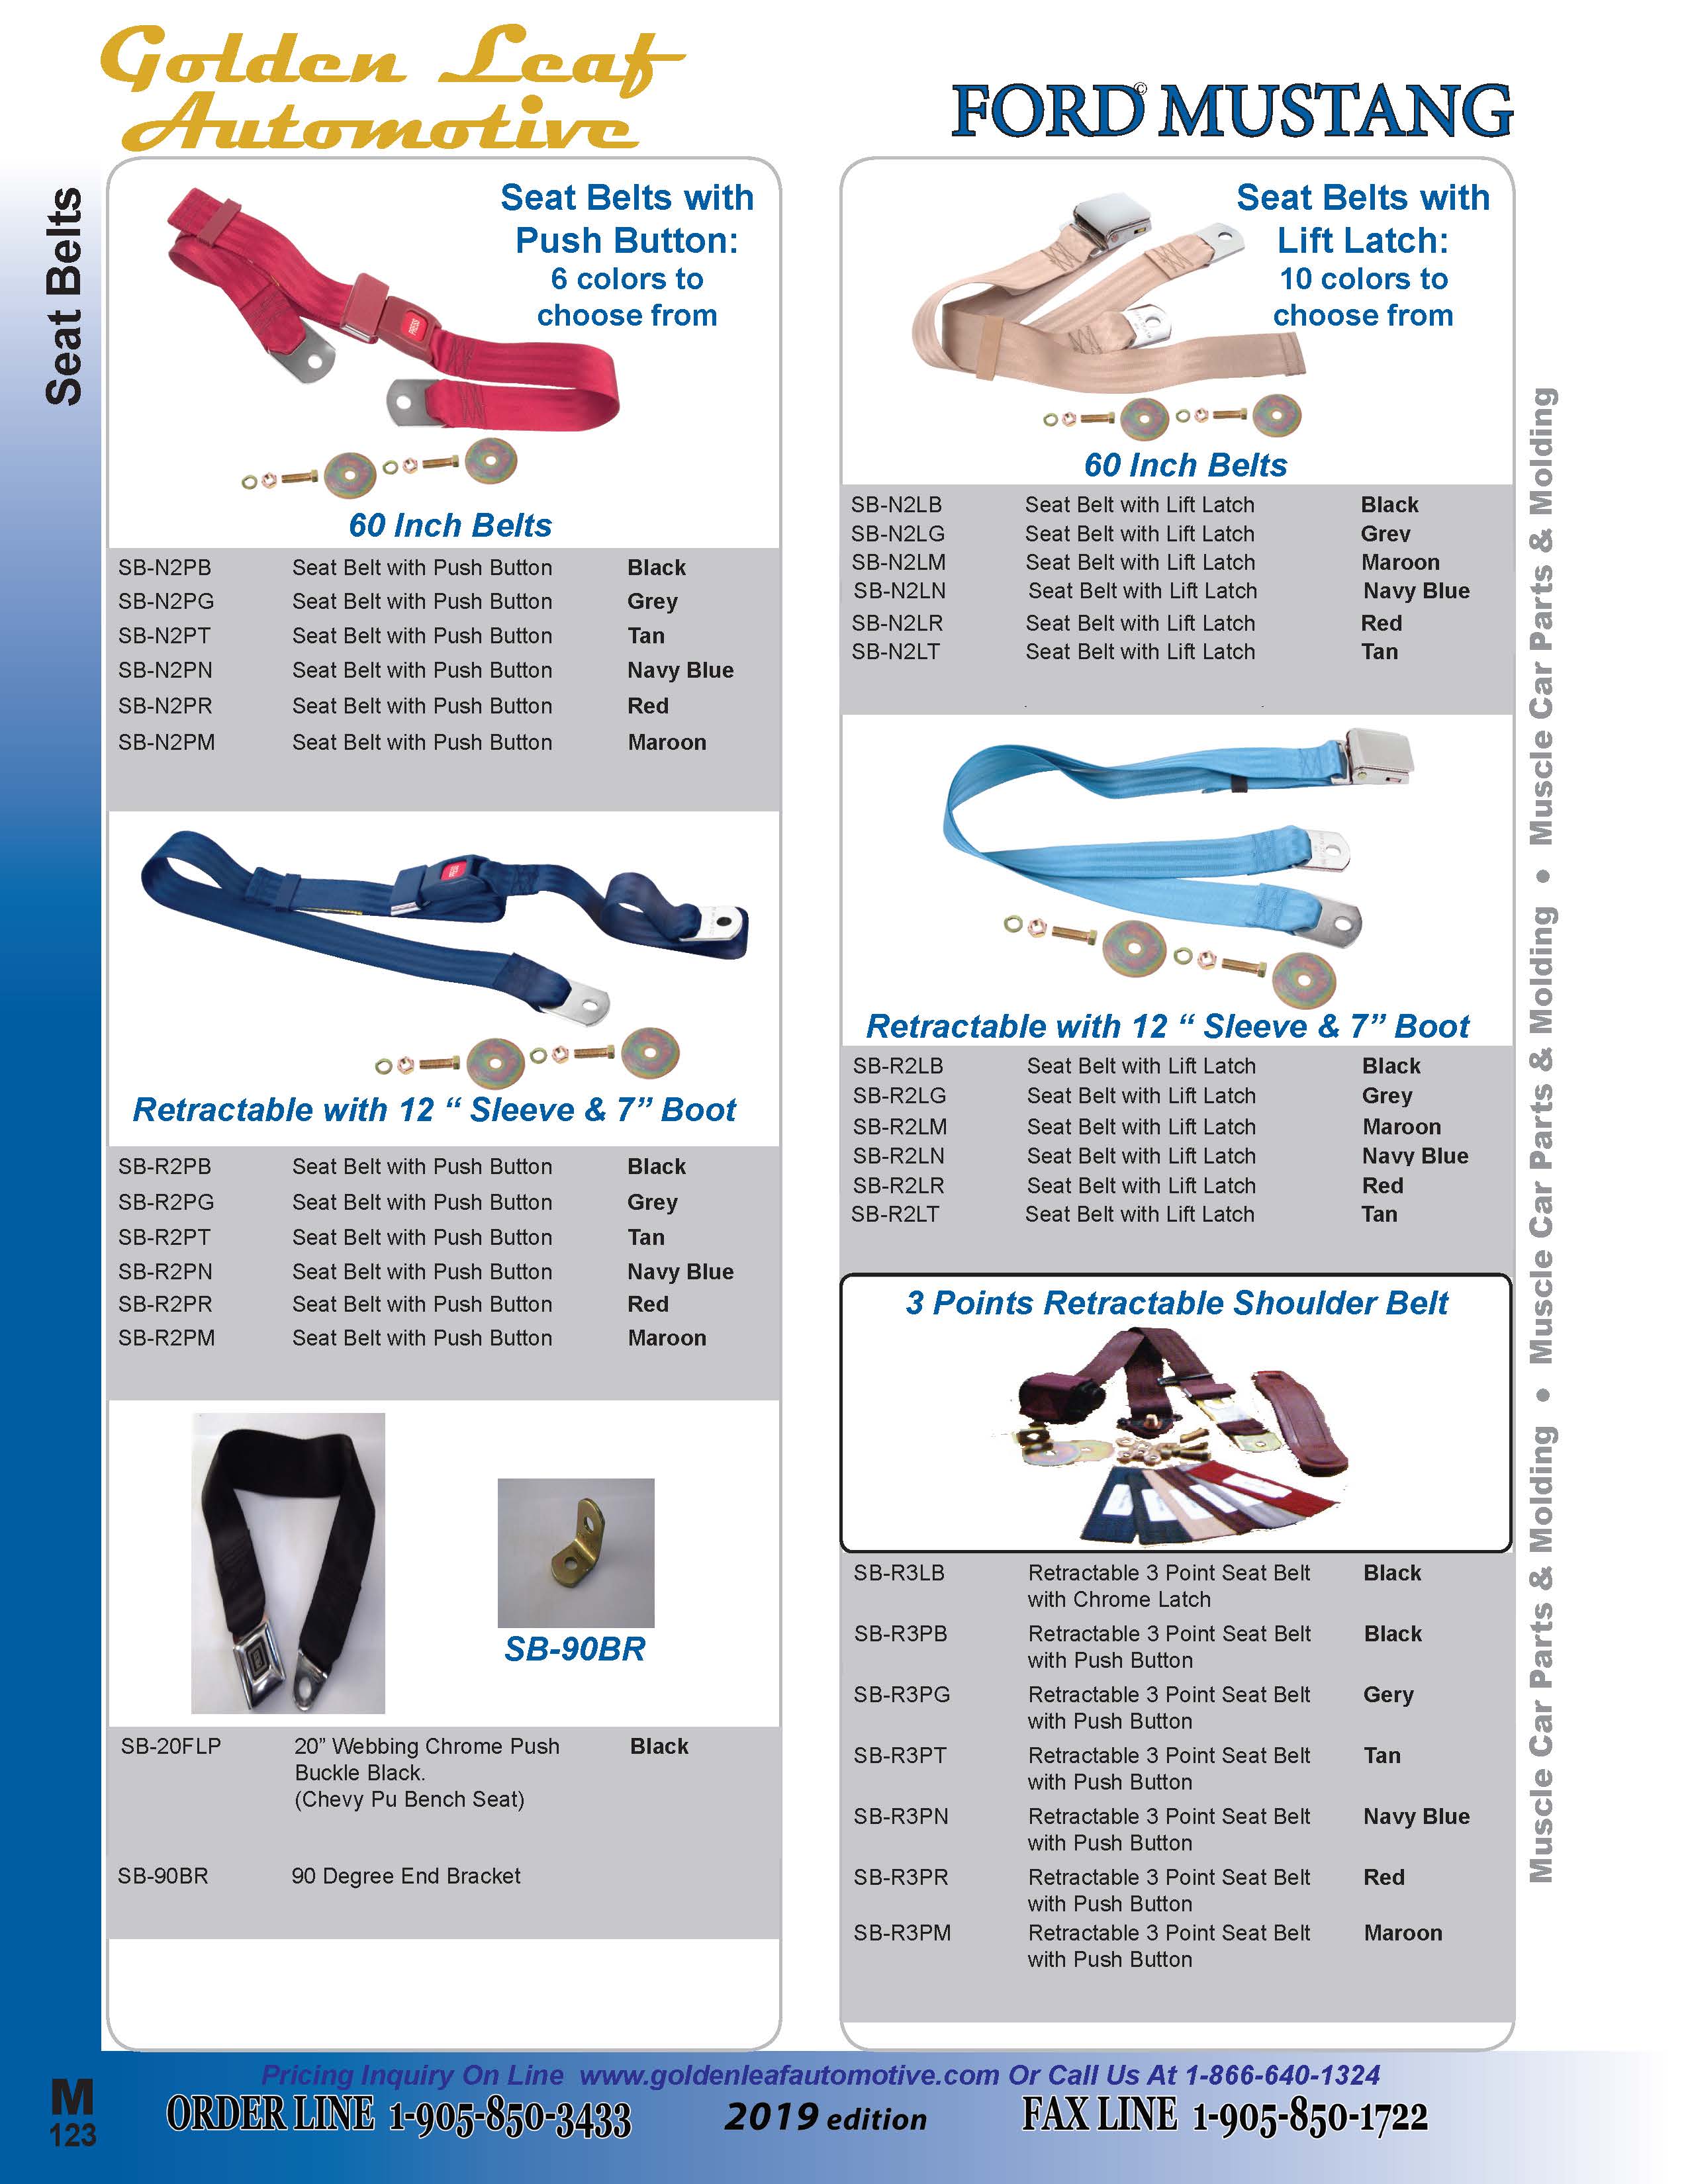 Golden Leaf
Automotive
FORD© MUSTANG
Seat Belts
Seat Belts with
Push Button:
6 colors to
choose from
PRESS
60 Inch Belts
SB-N2PB Seat Belt with Push Button Black
SB-N2PG Seat Belt with Push Button Grey
SB-N2PT Seat Belt with Push Button Tan
SB-N2PN Seat Belt with Push Button Navy Blue
SB-N2PR Seat Belt with Push Button Red
SB-N2PM Seat Belt with Push Button Maroon
Retractable with 12 “ Sleeve & 7” Boot
SB-R2PB Seat Belt with Push Button Black
SB-R2PG Seat Belt with Push Button Grey
SB-R2PT Seat Belt with Push Button Tan
SB-R2PN Seat Belt with Push Button Navy Blue
SB-R2PR Seat Belt with Push Button Red
SB-R2PM Seat Belt with Push Button Maroon
SB-90BR
SB-20FLP 20” Webbing Chrome Push Black
Buckle Black.
(Chevy Pu Bench Seat)
SB-90BR 90 Degree End Bracket
Seat Belts with
Lift Latch:
10 colors to
choose from
60 Inch Belts
SB-N2LB Seat Belt with Lift Latch Black
SB-N2LG Seat Belt with Lift Latch Grey
SB-N2LM Seat Belt with Lift Latch Maroon
SB-N2LN Seat Belt with Lift Latch Navy Blue
SB-N2LR Seat Belt with Lift Latch Red
SB-N2LT Seat Belt with Lift Latch Tan
Retractable with 12 “ Sleeve & 7” Boot
SB-R2LB Seat Belt with Lift Latch Black
SB-R2LG Seat Belt with Lift Latch Grey
SB-R2LM Seat Belt with Lift Latch Maroon
SB-R2LN Seat Belt with Lift Latch Navy Blue
SB-R2LR Seat Belt with Lift Latch Red
SB-R2LT Seat Belt with Lift Latch Tan
3 Points Retractable Shoulder Belt
SB-R3LB Retractable 3 Point Seat Belt Black
with Chrome Latch
SB-R3PB Retractable 3 Point Seat Belt Black
with Push Button
SB-R3PG Retractable 3 Point Seat Belt Gery
with Push Button
SB-R3PT Retractable 3 Point Seat Belt Tan
with Push Button
SB-R3PN Retractable 3 Point Seat Belt Navy Blue
with Push Button
SB-R3PR Retractable 3 Point Seat Belt Red
with Push Button
SB-R3PM Retractable 3 Point Seat Belt Maroon
with Push Button
Muscle Car Parts & Molding • Muscle Car Parts & Molding • Muscle Car Parts & Molding
Pricing Inquiry On Line www.goldenleafautomotive.com Or Call Us At 1-866-640-1324
M
123
ORDER LINE 1-905-850-3433 2019 edition FAX LINE 1-905-850-1722